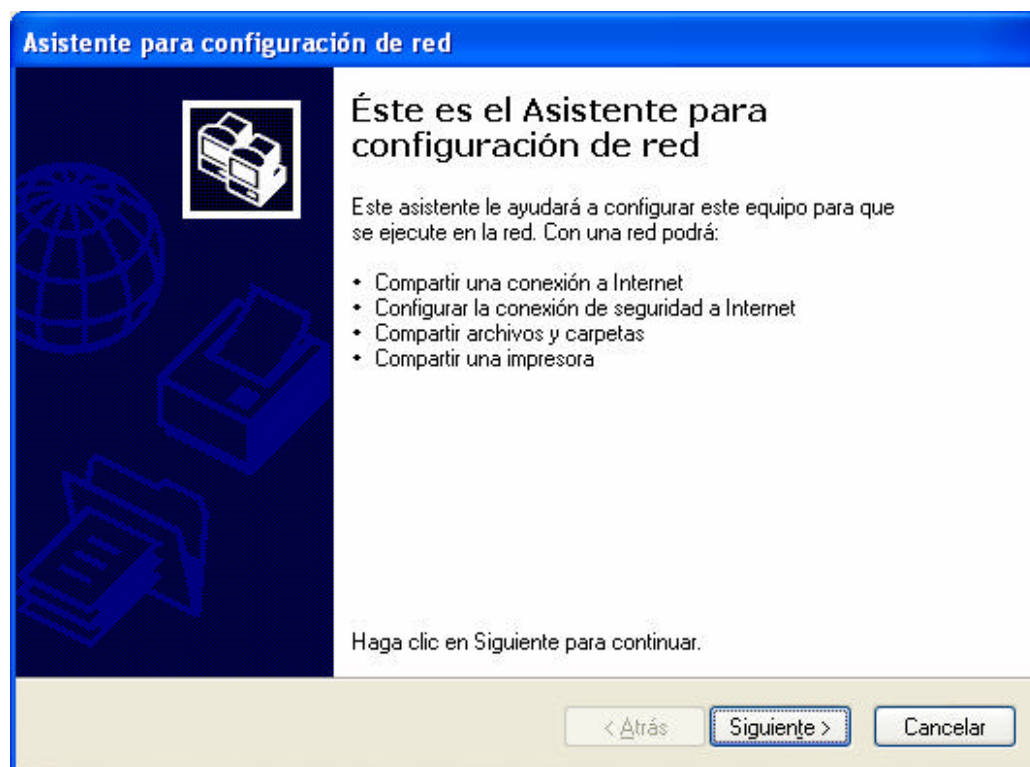 Asistente para configuración de red
Éste es el Asistente para
configuración de red
Este asistente le ayudará a configurar este equipo para que
se ejecute en la red. Con una red podrá:
• Compartir una conexión a Internet
• Configurar la conexión de seguridad a Internet
• Compartir archivos y carpetas
• Compartir una impresora
Haga clic en Siguiente para continuar.
< Atrás Siguiente > Cancelar